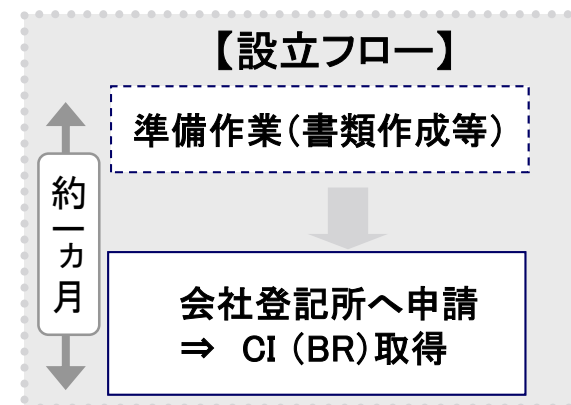 【設立フロー】
準備作業(書類作成等)
約一ヵ月
会社登記所へ申請
⇒ CI (BR)取得